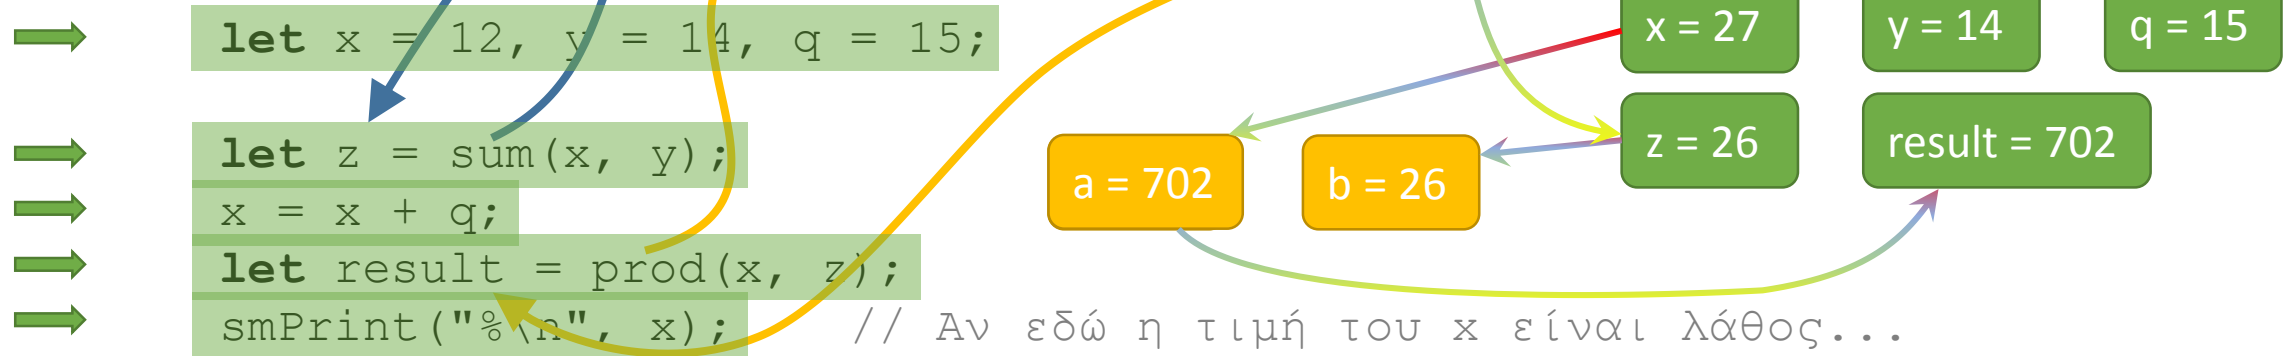 let x = 12, y = 14, q = 15;
x = 27
y = 14
q = 15
let z = sum(x, y);
z = 26
result = 702
a = 702
b = 26
x = x + q;
let result = prod(x, z);
smPrint("%\n", x); // Αν εδώ η τιμή του x είναι λάθος...